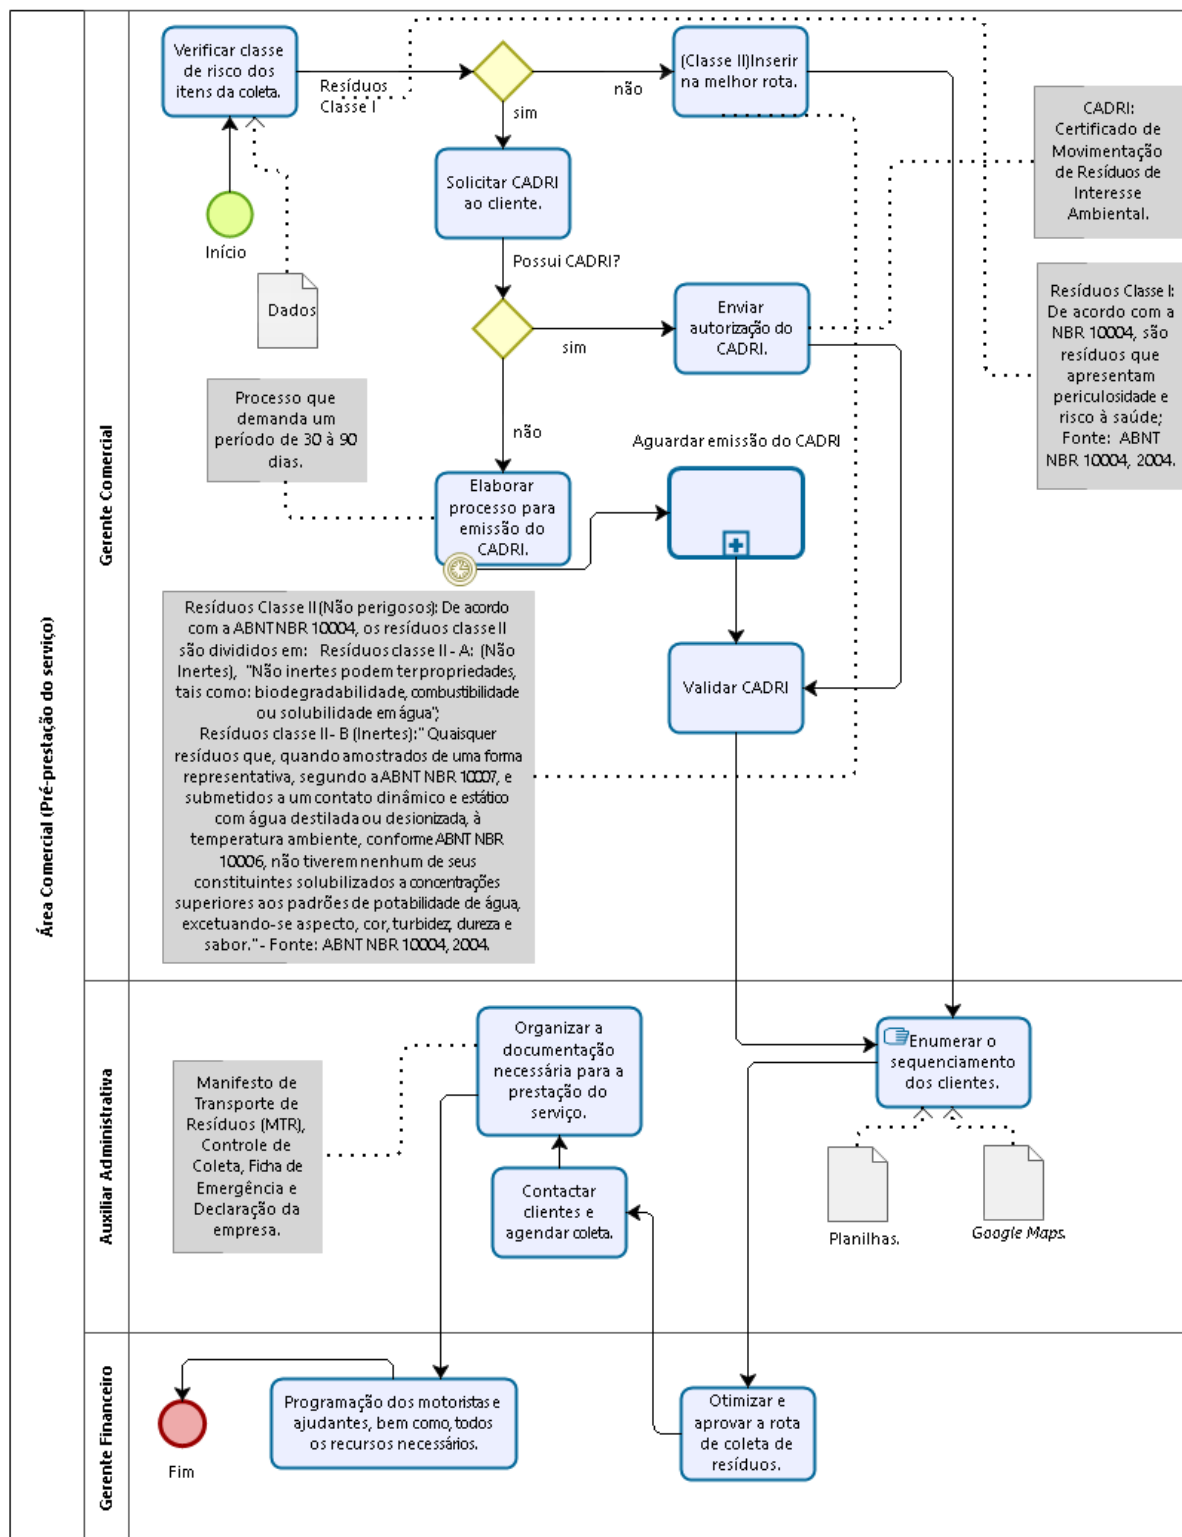 Área Comercial (Pré-prestação do serviço)
Gerente Comercial
Verificar classe
de risco dos
itens da coleta.
Resíduos
Classe I
sim
não
(Classe II)Inserir
na melhor rota.
CADRI:
Certificado de
Movimentação
de Resíduos de
Interesse
Ambiental.
Solicitar CADRI
ao cliente.
Início
Possui CADRI?
Dados
sim
Enviar
autorização do
CADRI.
Resíduos Classe I:
De acordo com a
NBR 10004, são
resíduos que
apresentam
periculosidade e
risco à saúde;
Fonte: ABNT
NBR 10004, 2004.
Processo que
demanda um
período de 30 à 90
dias.
não
Aguardar emissão do CADRI
Elaborar
processo para
emissão do
CADRI.
Resíduos Classe II (Não perigosos): De acordo
com a ABNT NBR 10004, os resíduos classe II
são divididos em: Resíduos classe II - A: (Não
Inertes), "Não inertes podem ter propriedades,
tais como: biodegradabilidade, combustibilidade
ou solubilidade em água";
Resíduos classe II - B (Inertes):" Quaisquer
resíduos que, quando amostrados de uma forma
representativa, segundo a ABNT NBR 10007, e
submetidos a um contato dinâmico e estático
com água destilada ou desionizada, à
temperatura ambiente, conforme ABNT NBR
10006, não tiverem nenhum de seus
constituintes solubilizados a concentrações
superiores aos padrões de potabilidade de água,
excetuando-se aspecto, cor, turbidez, dureza e
sabor." - Fonte: ABNT NBR 10004, 2004.
Validar CADRI
Auxiliar Administrativa
Organizar a
documentação
necessária para a
prestação do
serviço.
Enumerar o
sequenciamento
dos clientes.
Manifesto de
Transporte de
Resíduos (MTR),
Controle de
Coleta, Ficha de
Emergência e
Declaração da
empresa.
Contactar
clientes e
agendar coleta.
Planilhas.
Google Maps.
Gerente Financeiro
Programação dos motoristas e
ajudantes, bem como, todos
os recursos necessários.
Otimizar e
aprovar a rota
de coleta de
resíduos.
Fim